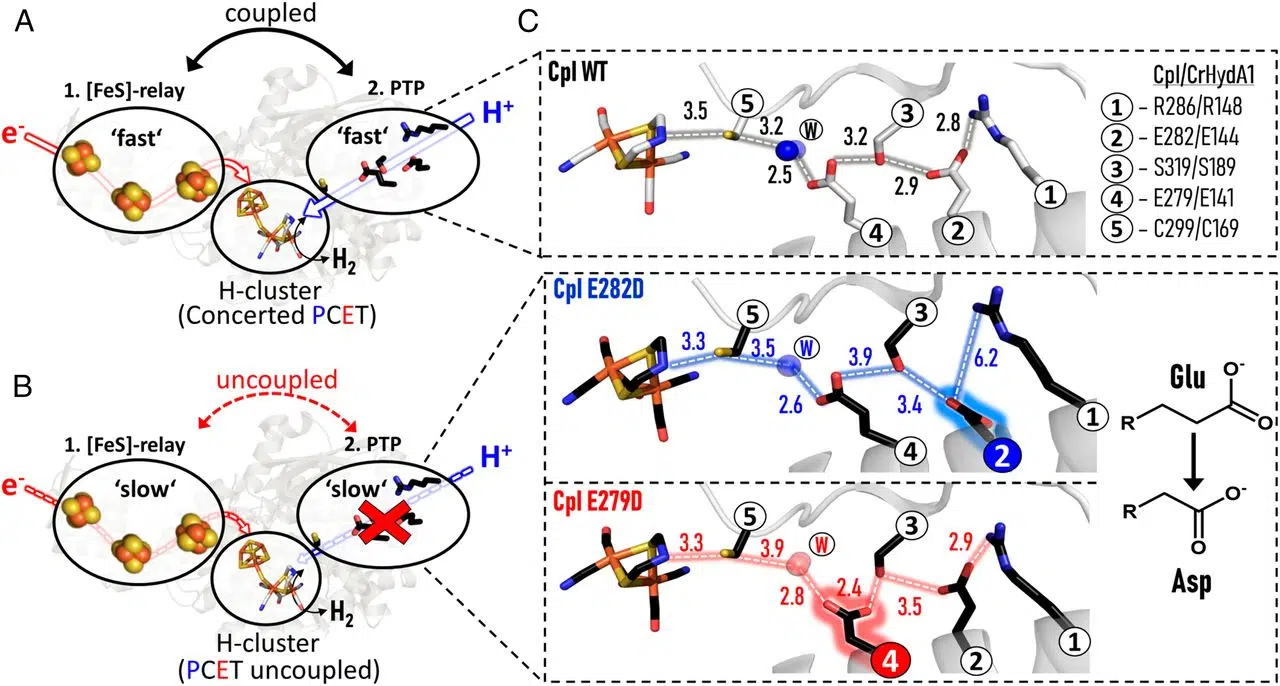 A
coupled
1. [FeS]-relay
2. PTP
e-
'fast'
'fast'
H+
H2
H-cluster
(Concerted PCET)
B
uncoupled
1. [FeS]-relay
2. PTP
e-
'slow'
'slow'
H+
H2
H-cluster
(PCET uncoupled)
C
CpI WT
3.5
5
3.2
W
2.5
3.2
3
2.9
2.8
4
2
1
CpI/CrHydA1
1 – R286/R148
2 – E282/E144
3 – S319/S189
4 – E279/E141
5 – C299/C169
CpI E282D
3.3
5
3.5
W
2.6
3.9
3
3.4
6.2
4
2
1
CpI E279D
3.3
5
3.9
W
2.8
2.4
3
3.5
2.9
4
2
1
Glu
O-
R
O
O-
R
O
Asp